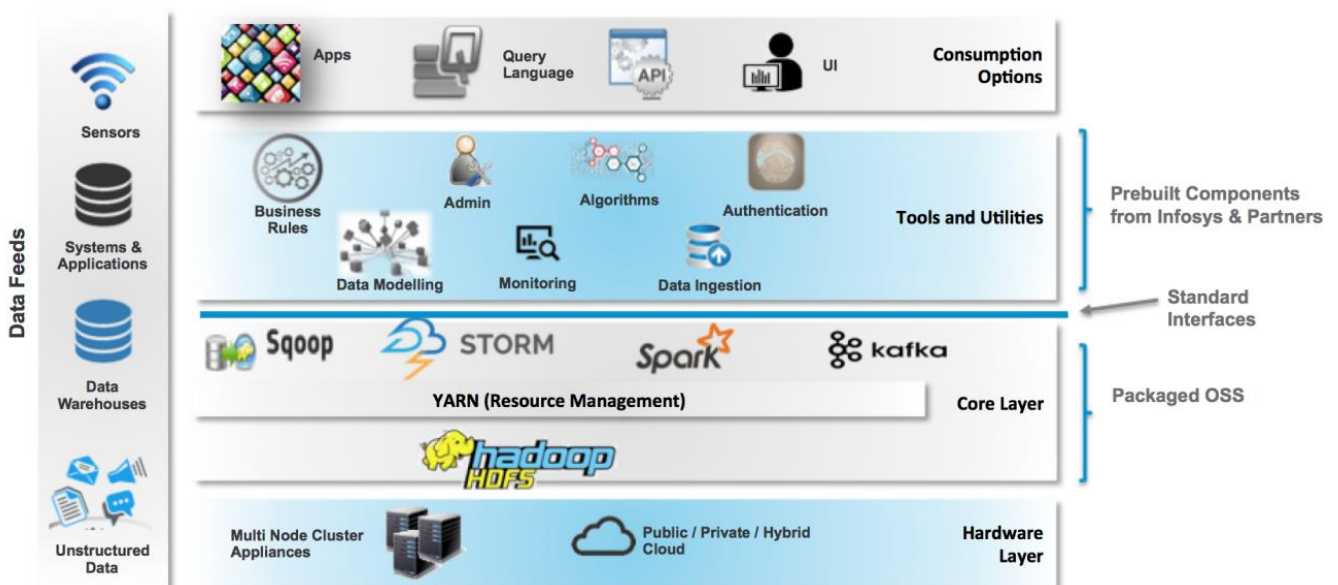 Data Feeds
Sensors
Systems &
Applications
Data
Warehouses
Unstructured
Data
Apps
Query
Language
API
UI
Consumption
Options
Business
Rules
Admin
Algorithms
Authentication
Data Modelling
Monitoring
Data Ingestion
Tools and Utilities
Prebuilt Components
from Infosys & Partners
Standard
Interfaces
Sqoop
STORM
Spark
kafka
YARN (Resource Management)
Core Layer
Packaged OSS
hadoop
HDFS
Multi Node Cluster
Appliances
Public / Private / Hybrid
Cloud
Hardware
Layer